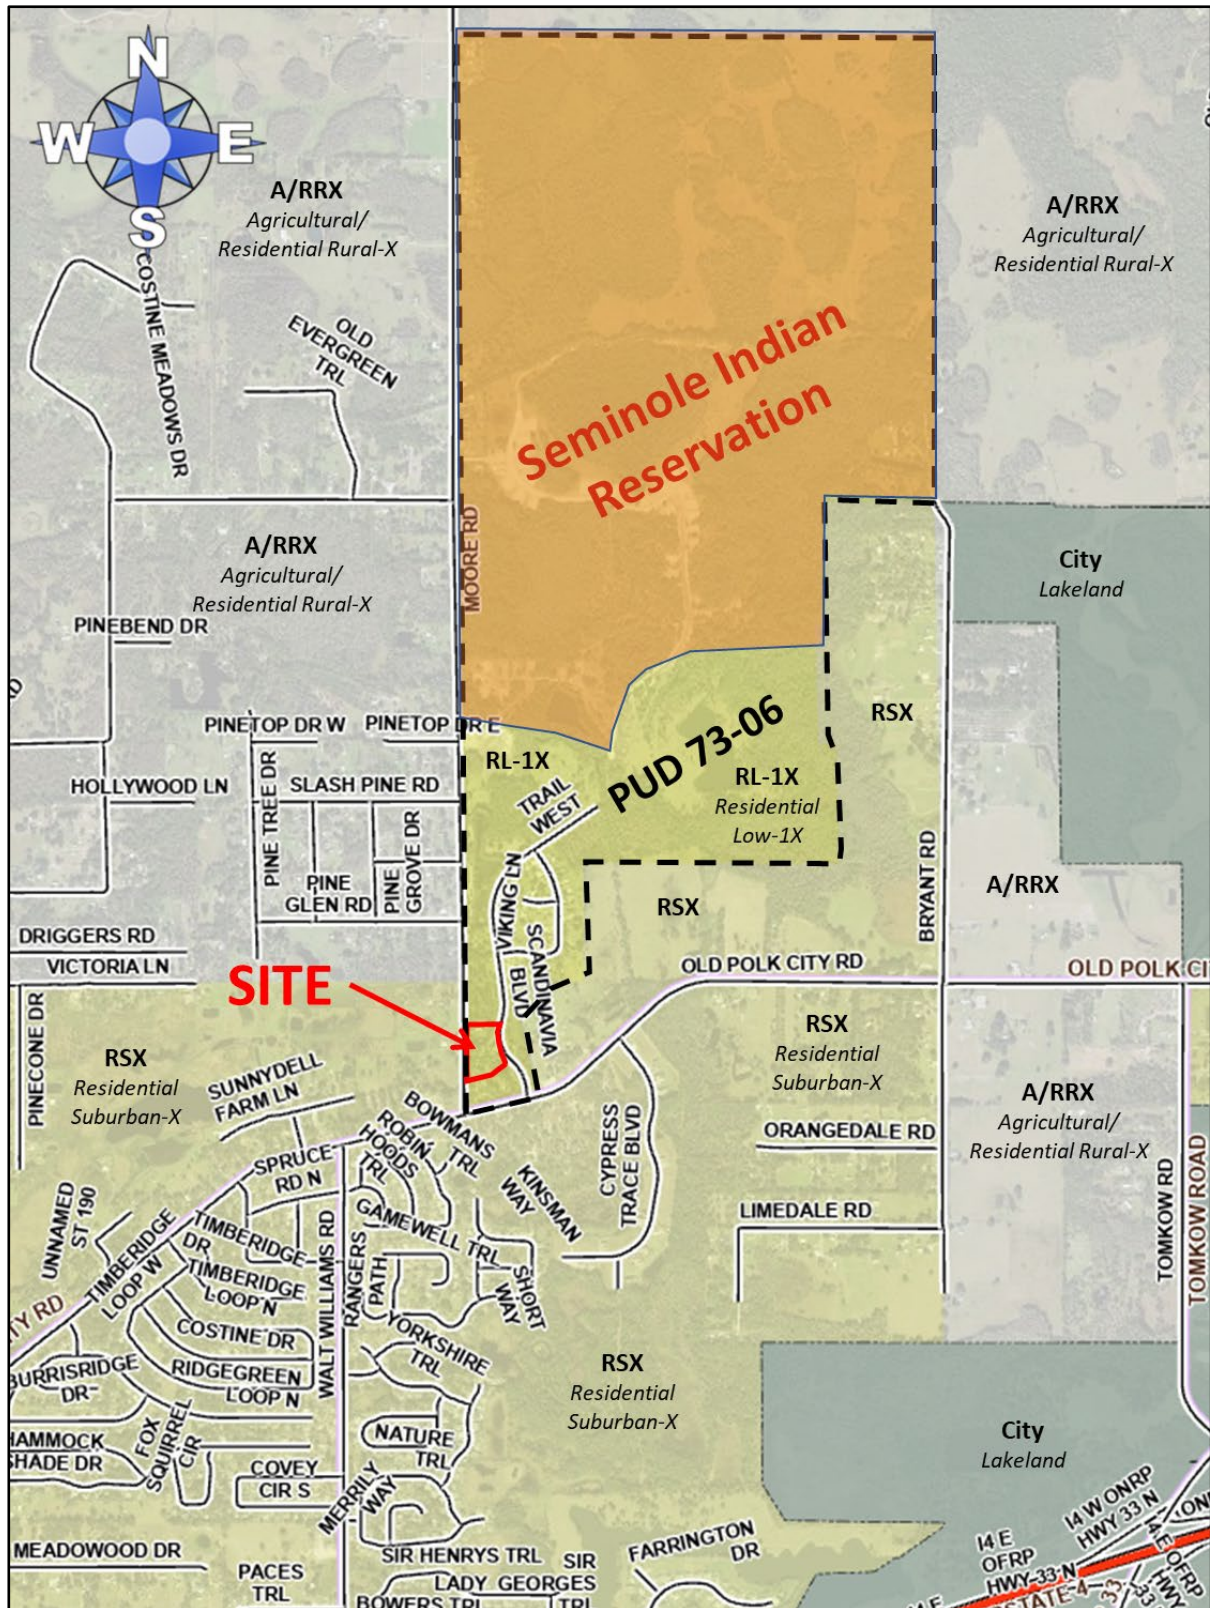 N
W E
S
A/RRX
Agricultural/
Residential Rural-X
A/RRX
Agricultural/
Residential Rural-X
COSTINE MEADOWS DR
OLD
EVERGREEN
TRL
Seminole Indian
Reservation
MOORE RD
A/RRX
Agricultural/
Residential Rural-X
PINEBEND DR
City
Lakeland
RSX
PINETOP DR W
PINETOP DR E
RL-1X
PUD 73-06
RL-1X
Residential
Low-1X
HOLLYWOOD LN
SLASH PINE RD
PINE TREE DR
TRAIL
WEST
PINE
GLEN RD
PINE
GROVE DR
VIKING LN
BRYANT RD
A/RRX
RSX
DRIGGERS RD
VICTORIA LN
SCANDINAVIA
BLVD
OLD POLK CITY RD
OLD POLK CI
SITE
PINECONE DR
RSX
Residential
Suburban-X
RSX
Residential
Suburban-X
SUNNYDELL
FARM LN
BOWMANS
TRL
ROBIN
HOODS
TRL
CYPRESS
TRACE BLVD
A/RRX
Agricultural/
Residential Rural-X
ORANGEDALE RD
SPRUCE
RD N
KINSMAN
WAY
UNNAMED
ST 190
TIMBERIDGE
LOOP W
TIMBERIDGE
DR
GAMEWELL TRL
LIMEDALE RD
TOMKOW RD
TOMKOW ROAD
TIMBERIDGE
LOOP N
WALT WILLIAMS RD
RANGERS
PATH
SHORT
WAY
TY RD
COSTINE DR
YORKSHIRE
TRL
RSX
Residential
Suburban-X
BURRISRIDGE
DR
RIDGEGREEN
LOOP N
City
Lakeland
HAMMOCK
SHADE DR
FOX
SQUIRREL
CIR
NATURE
TRL
COVEY
CIR S
MERRILY
WAY
I4 W ONRP
HWY 33 N
I4 E
OFRP
HWY 33 N
I4 E OFRP
HWY
MEADOWOOD DR
SIR HENRYS TRL
FARRINGTON
DR
PACES
TRL
LADY GEORGES
TRL
SIR
BOWERS TRL
STATE 4
33